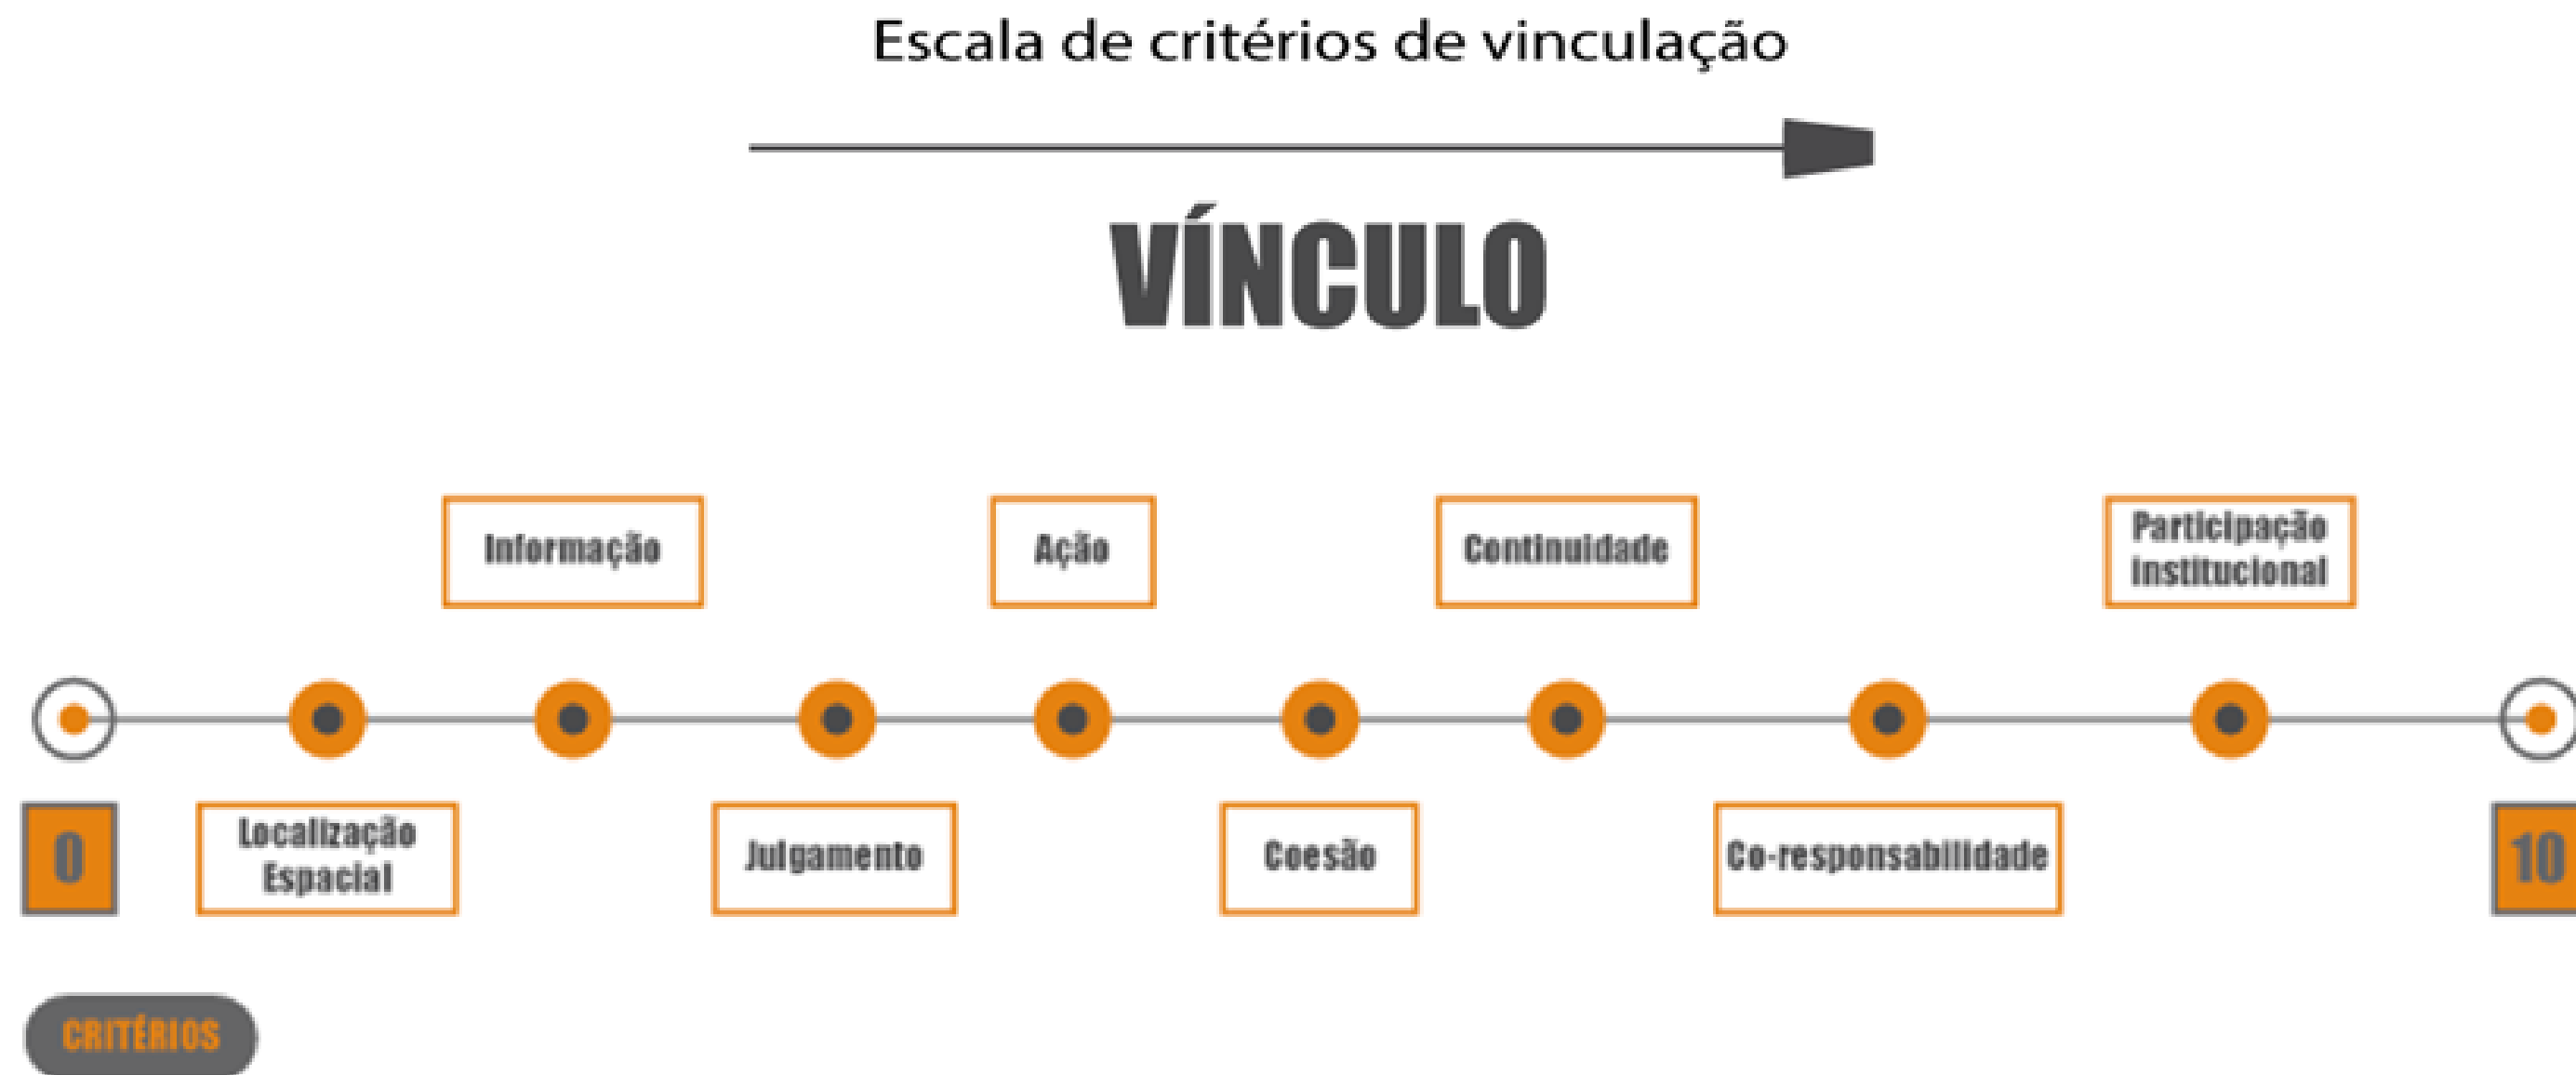 Escala de critérios de vinculação
VÍNCULO
Informação
Ação
Continuidade
Participação
institucional
0
Localização
Espacial
Julgamento
Coesão
Co-responsabilidade
10
CRITÉRIOS